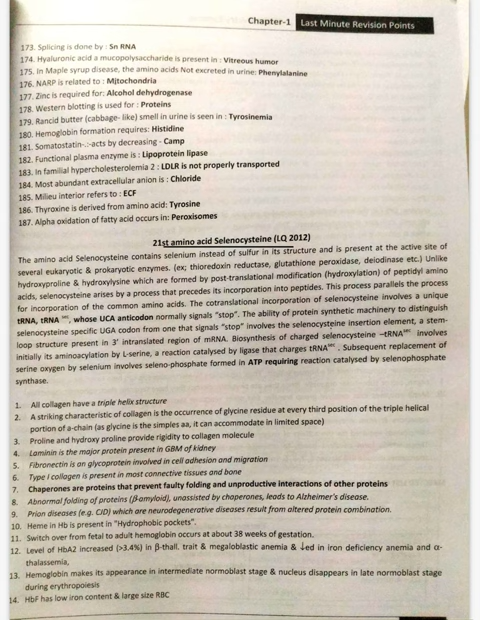 Chapter-1 Last Minute Revision Points
173. Splicing is done by : Sn RNA
174. Hyaluronic acid a mucopolysaccharide is present in : Vitreous humor
175. In Maple syrup disease, the amino acids Not excreted in urine: Phenylalanine
176. NARP is related to : Mitochondria
177. Zinc is required for: Alcohol dehydrogenase
178. Western blotting is used for : Proteins
179. Rancid butter (cabbage- like) smell in urine is seen in : Tyrosinemia
180. Hemoglobin formation requires: Histidine
181. Somatostatin-.:-acts by decreasing - Camp
182. Functional plasma enzyme is : Lipoprotein lipase
183. In familial hypercholesterolemia 2 : LDLR is not properly transported
184. Most abundant extracellular anion is : Chloride
185. Milieu interior refers to : ECF
186. Thyroxine is derived from amino acid: Tyrosine
187. Alpha oxidation of fatty acid occurs in: Peroxisomes
21st amino acid Selenocysteine (LQ 2012)
The amino acid Selenocysteine contains selenium instead of sulfur in its structure and is present at the active site of
several eukaryotic & prokaryotic enzymes. (ex; thioredoxin reductase, glutathione peroxidase, deiodinase etc.) Unlike
hydroxyproline & hydroxylysine which are formed by post-translational modification (hydroxylation) of peptidyl amino
acids, selenocysteine arises by a process that precedes its incorporation into peptides. This process parallels the process
for incorporation of the common amino acids. The cotranslational incorporation of selenocysteine involves a unique
tRNA, tRNA sec, whose UCA anticodon normally signals "stop". The ability of protein synthetic machinery to distinguish
selenocysteine specific UGA codon from one that signals "stop" involves the selenocysteine insertion element, a stem-
loop structure present in 3' intranslated region of mRNA. Biosynthesis of charged selenocysteine –tRNAsec involves
initially its aminoacylation by L-serine, a reaction catalysed by ligase that charges tRNAsec. Subsequent replacement of
serine oxygen by selenium involves seleno-phosphate formed in ATP requiring reaction catalysed by selenophosphate
synthase.
1. All collagen have a triple helix structure
2. A striking characteristic of collagen is the occurrence of glycine residue at every third position of the triple helical
portion of a-chain (as glycine is the simples aa, it can accommodate in limited space)
3. Proline and hydroxy proline provide rigidity to collagen molecule
4. Laminin is the major protein present in GBM of kidney
5. Fibronectin is an glycoprotein involved in cell adhesion and migration
6. Type I collagen is present in most connective tissues and bone
7. Chaperones are proteins that prevent faulty folding and unproductive interactions of other proteins
8. Abnormal folding of proteins (β-amyloid), unassisted by chaperones, leads to Alzheimer's disease.
9. Prion diseases (e.g. CJD) which are neurodegenerative diseases result from altered protein combination.
10. Heme in Hb is present in "Hydrophobic pockets".
11. Switch over from fetal to adult hemoglobin occurs at about 38 weeks of gestation.
12. Level of HbA2 increased (>3.4%) in β-thall. trait & megaloblastic anemia & ↓ed in iron deficiency anemia and α-
thalassemia,
13. Hemoglobin makes its appearance in intermediate normoblast stage & nucleus disappears in late normoblast stage
during erythropoiesis
14. HbF has low iron content & large size RBC